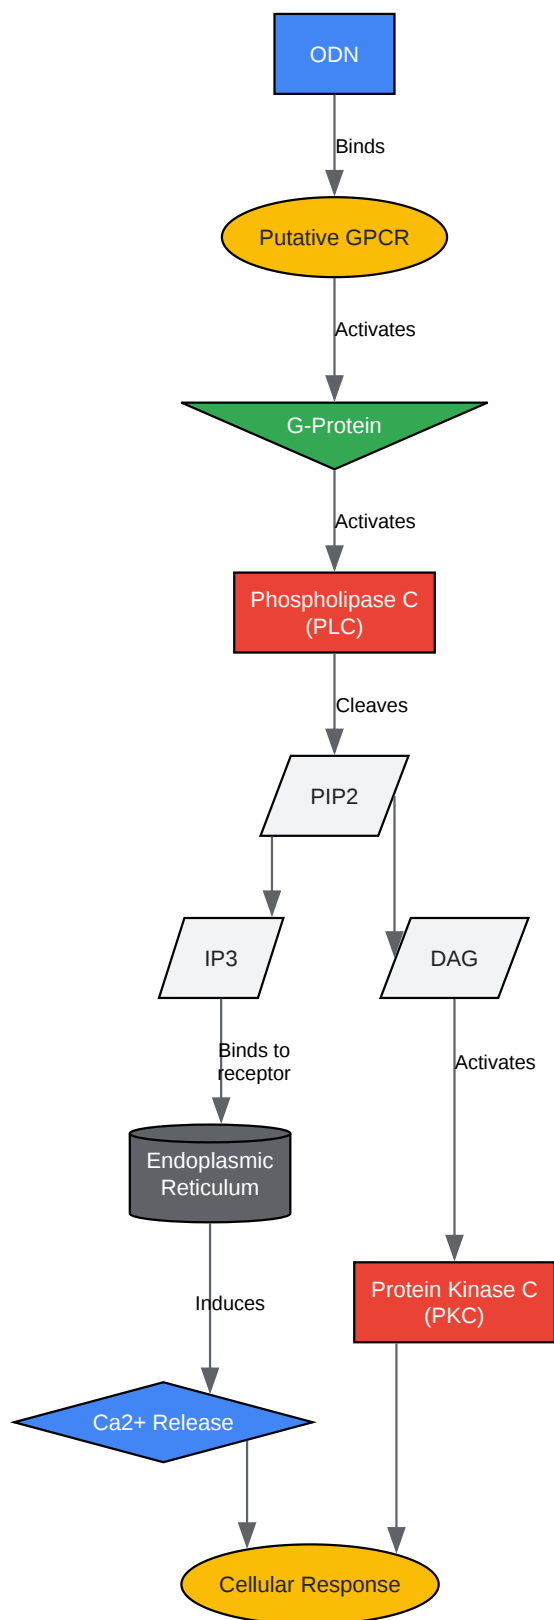 ODN
Binds
Putative GPCR
Activates
G-Protein
Activates
Phospholipase C
(PLC)
Cleaves
PIP2
IP3
DAG
Binds to
receptor
Activates
Endoplasmic
Reticulum
Protein Kinase C
(PKC)
Induces
Ca2+ Release
Cellular Response